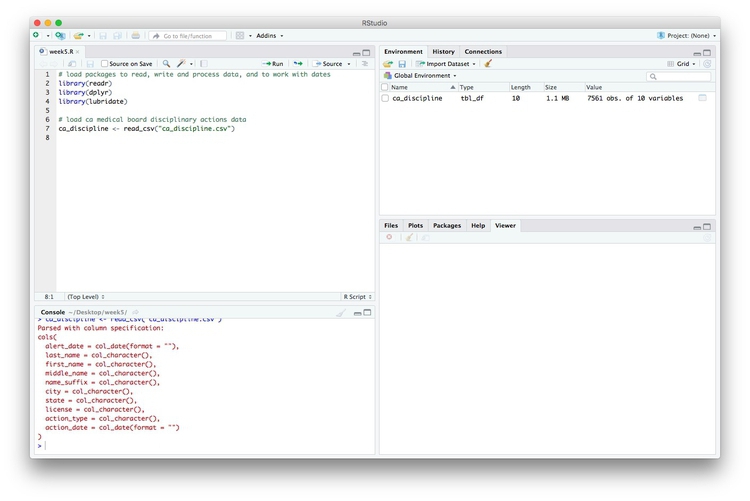 RStudio
Go to file/function
Addins
Project: (None)
week5.R
Source on Save
Run
Source
1 # load packages to read, write and process data, and to work with dates
2 library(readr)
3 library(dplyr)
4 library(lubridate)
5
6 # load ca medical board disciplinary actions data
7 ca_discipline <- read_csv("ca_discipline.csv")
8
8:1 (Top Level) R Script
Console ~/Desktop/week5/
> ca_discipline <- read_csv("ca_discipline.csv")
Parsed with column specification:
cols(
alert_date = col_date(format = ""),
last_name = col_character(),
first_name = col_character(),
middle_name = col_character(),
name_suffix = col_character(),
city = col_character(),
state = col_character(),
license = col_character(),
action_type = col_character(),
action_date = col_date(format = "")
)
>
Environment History Connections
Import Dataset Grid
Global Environment
Name Type Length Size Value
ca_discipline tbl_df 10 1.1 MB 7561 obs. of 10 variables
Files Plots Packages Help Viewer